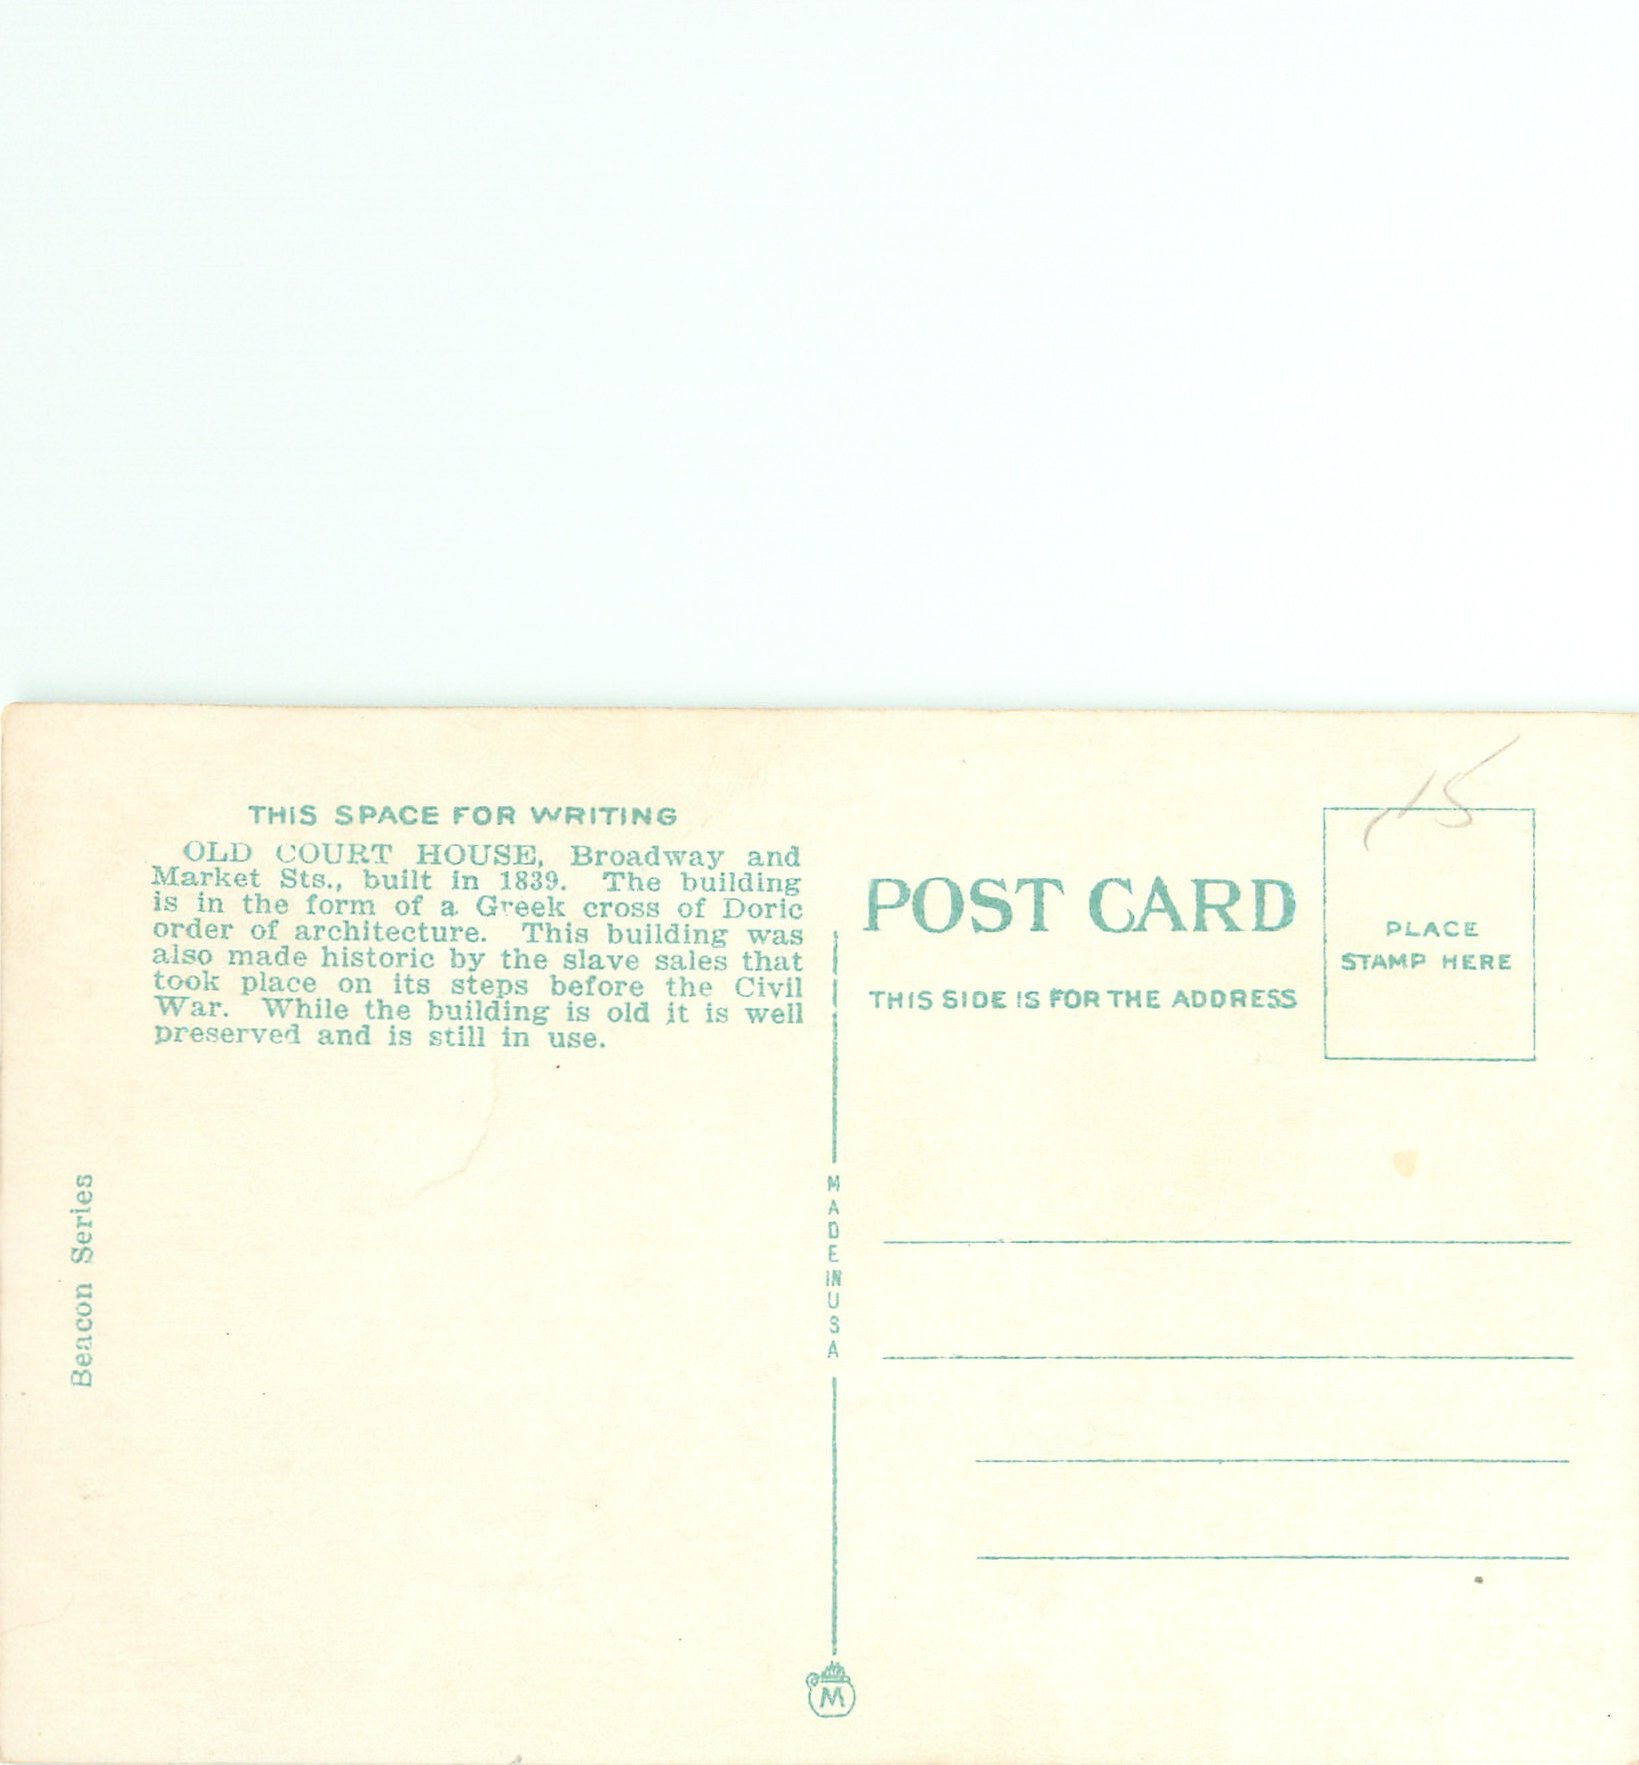 THIS SPACE FOR WRITING
OLD COURT HOUSE, Broadway and
Market Sts., built in 1839. The building
is in the form of a Greek cross of Doric
order of architecture. This building was
also made historic by the slave sales that
took place on its steps before the Civil
War. While the building is old it is well
preserved and is still in use.
Beacon Series
MADE IN USA
M
POST CARD
THIS SIDE IS FOR THE ADDRESS
PLACE
STAMP HERE
.15